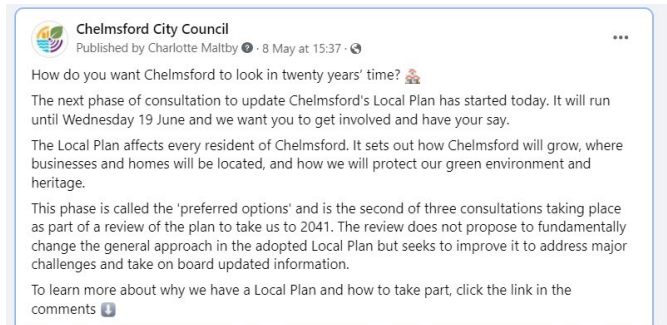 Chelmsford City Council
Published by Charlotte Maltby · 8 May at 15:37 ·
How do you want Chelmsford to look in twenty years' time?
The next phase of consultation to update Chelmsford's Local Plan has started today. It will run
until Wednesday 19 June and we want you to get involved and have your say.
The Local Plan affects every resident of Chelmsford. It sets out how Chelmsford will grow, where
businesses and homes will be located, and how we will protect our green environment and
heritage.
This phase is called the 'preferred options' and is the second of three consultations taking place
as part of a review of the plan to take us to 2041. The review does not propose to fundamentally
change the general approach in the adopted Local Plan but seeks to improve it to address major
challenges and take on board updated information.
To learn more about why we have a Local Plan and how to take part, click the link in the
comments ⬇️